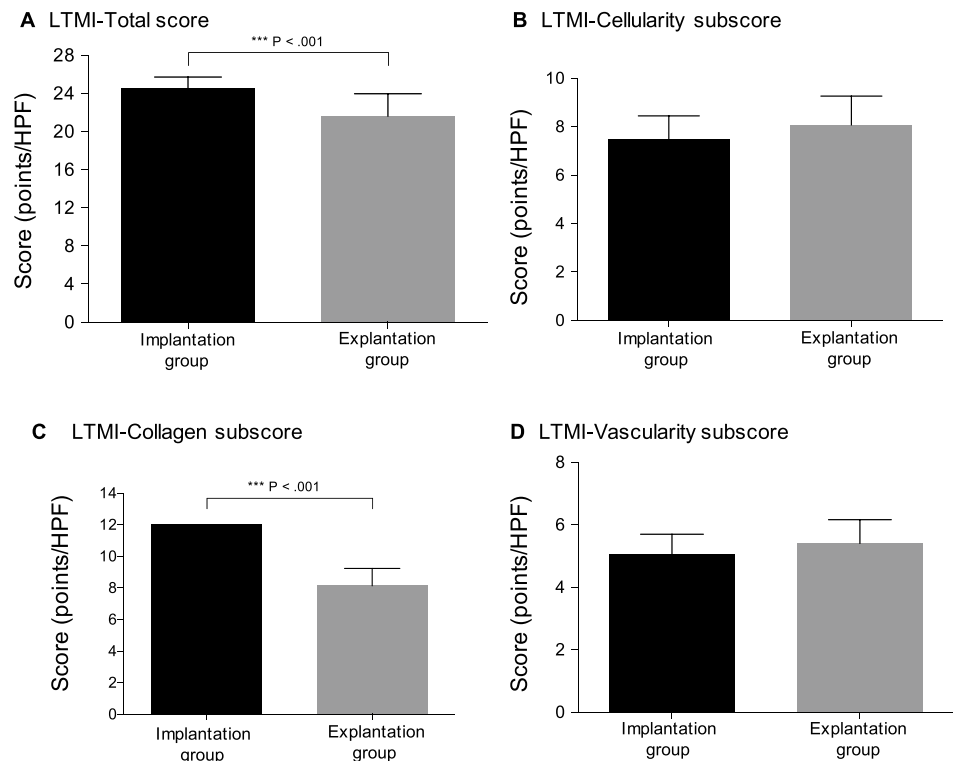 A LTMI-Total score
*** P < .001
Score (points/HPF)
28
24
20
16
12
8
4
0
Implantation
group
Explantation
group
B LTMI-Cellularity subscore
Score (points/HPF)
10
8
6
4
2
0
Implantation
group
Explantation
group
C LTMI-Collagen subscore
*** P < .001
Score (points/HPF)
14
12
10
8
6
4
2
0
Implantation
group
Explantation
group
D LTMI-Vascularity subscore
Score (points/HPF)
8
6
4
2
0
Implantation
group
Explantation
group